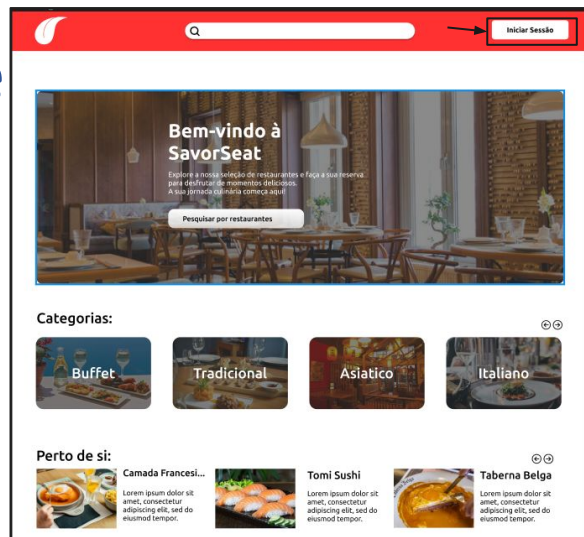 Iniciar Sessão
Bem-vindo à
SavorSeat
Explore a nossa seleção de restaurantes e faça a sua reserva
para desfrutar de momentos deliciosos.
A sua jornada culinária começa aqui!
Pesquisar por restaurantes
Categorias:
Buffet
Tradicional
Asiatico
Italiano
Perto de si:
Camada Francesi...
Lorem ipsum dolor sit
amet, consectetur
adipiscing elit, sed do
eiusmod tempor.
Tomi Sushi
Lorem ipsum dolor sit
amet, consectetur
adipiscing elit, sed do
eiusmod tempor.
Taberna Belga
Lorem ipsum dolor sit
amet, consectetur
adipiscing elit, sed do
eiusmod tempor.